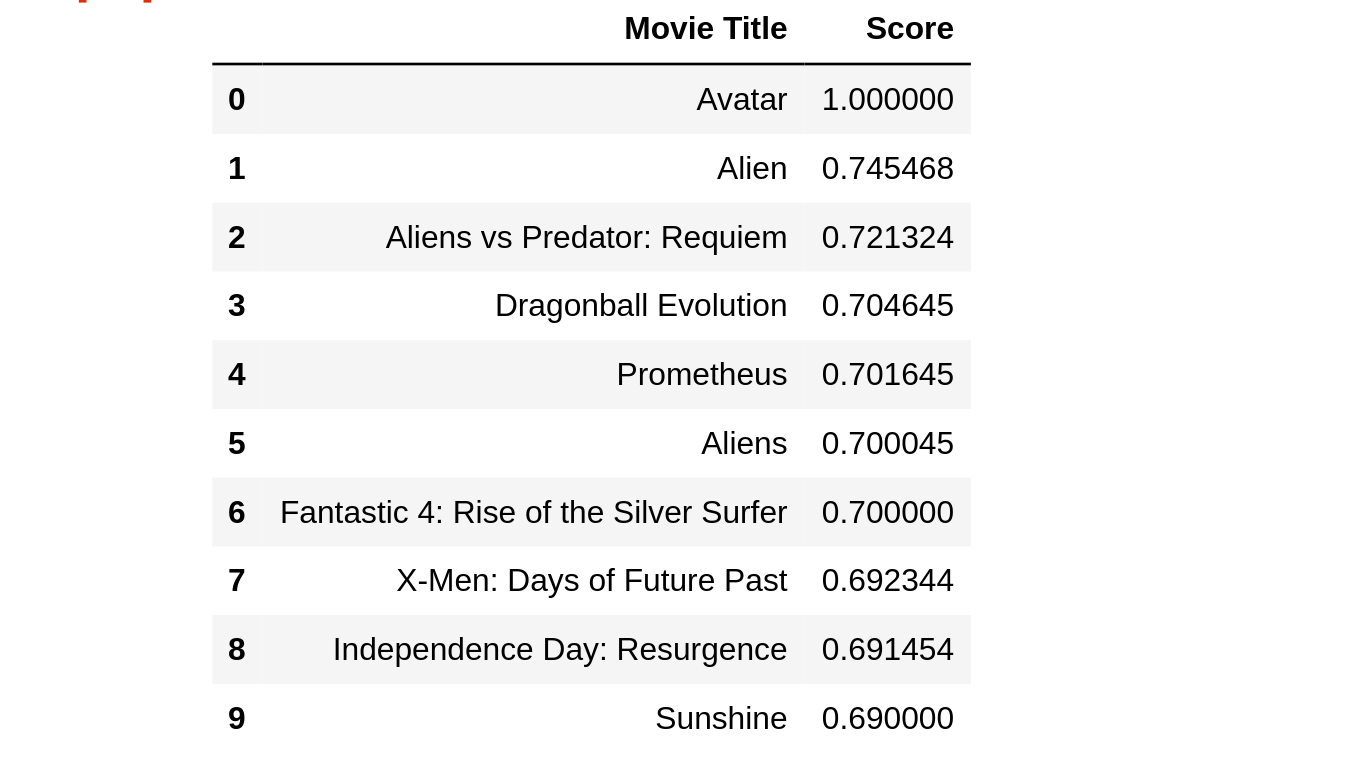 Movie Title Score
0 Avatar 1.000000
1 Alien 0.745468
2 Aliens vs Predator: Requiem 0.721324
3 Dragonball Evolution 0.704645
4 Prometheus 0.701645
5 Aliens 0.700045
6 Fantastic 4: Rise of the Silver Surfer 0.700000
7 X-Men: Days of Future Past 0.692344
8 Independence Day: Resurgence 0.691454
9 Sunshine 0.690000